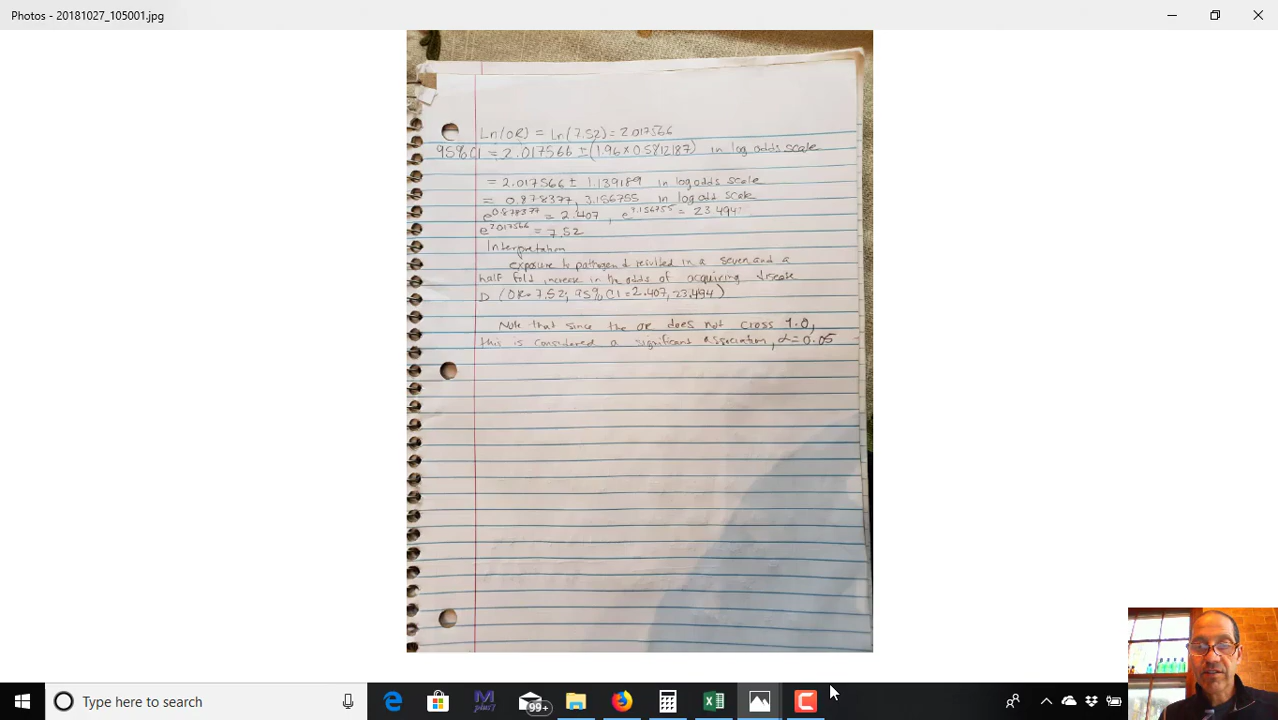 Photos - 20181027_105001.jpg
Ln(OR) = Ln(7.52) = 2.017566
95% CI = 2.017566 ± (1.96 x 0.5812187) in log odds scale
= 2.017566 ± 1.139189 in log odds scale
= 0.878377, 3.156755 in log odd scale
e^0.878377 = 2.407, e^3.156755 = 23.494
e^2.017566 = 7.52
Interpretation
exposure to pathogen d resulted in a seven and a
half fold increase in the odds of acquiring disease
D (OR=7.52; 95% CI = 2.407, 23.494)
Note that since the OR does not cross 1.0,
this is considered a significant association, α=0.05
Type here to search
M
plus7
99+